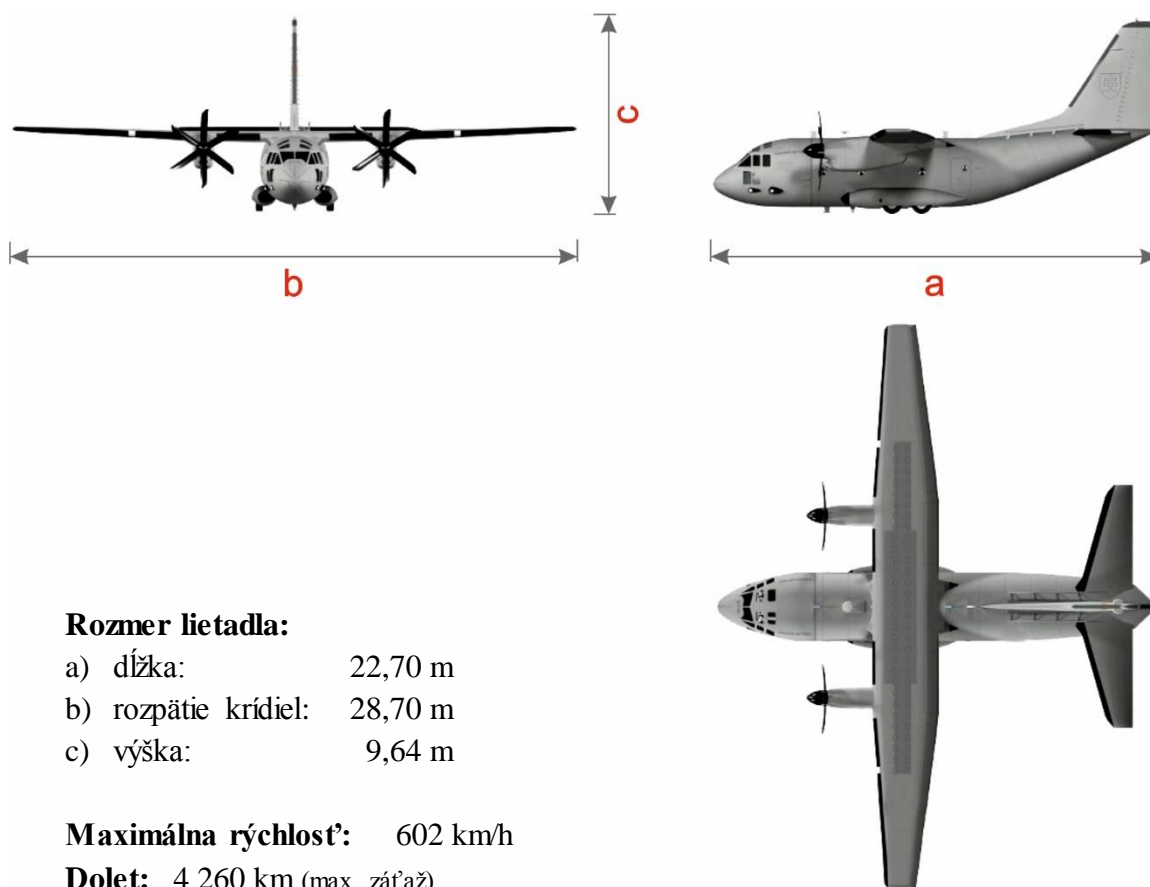 c
b
a
Rozmer lietadla:
a) dĺžka: 22,70 m
b) rozpätie krídiel: 28,70 m
c) výška: 9,64 m
Maximálna rýchlosť: 602 km/h
Dolet: 4 260 km (max. záťaž)